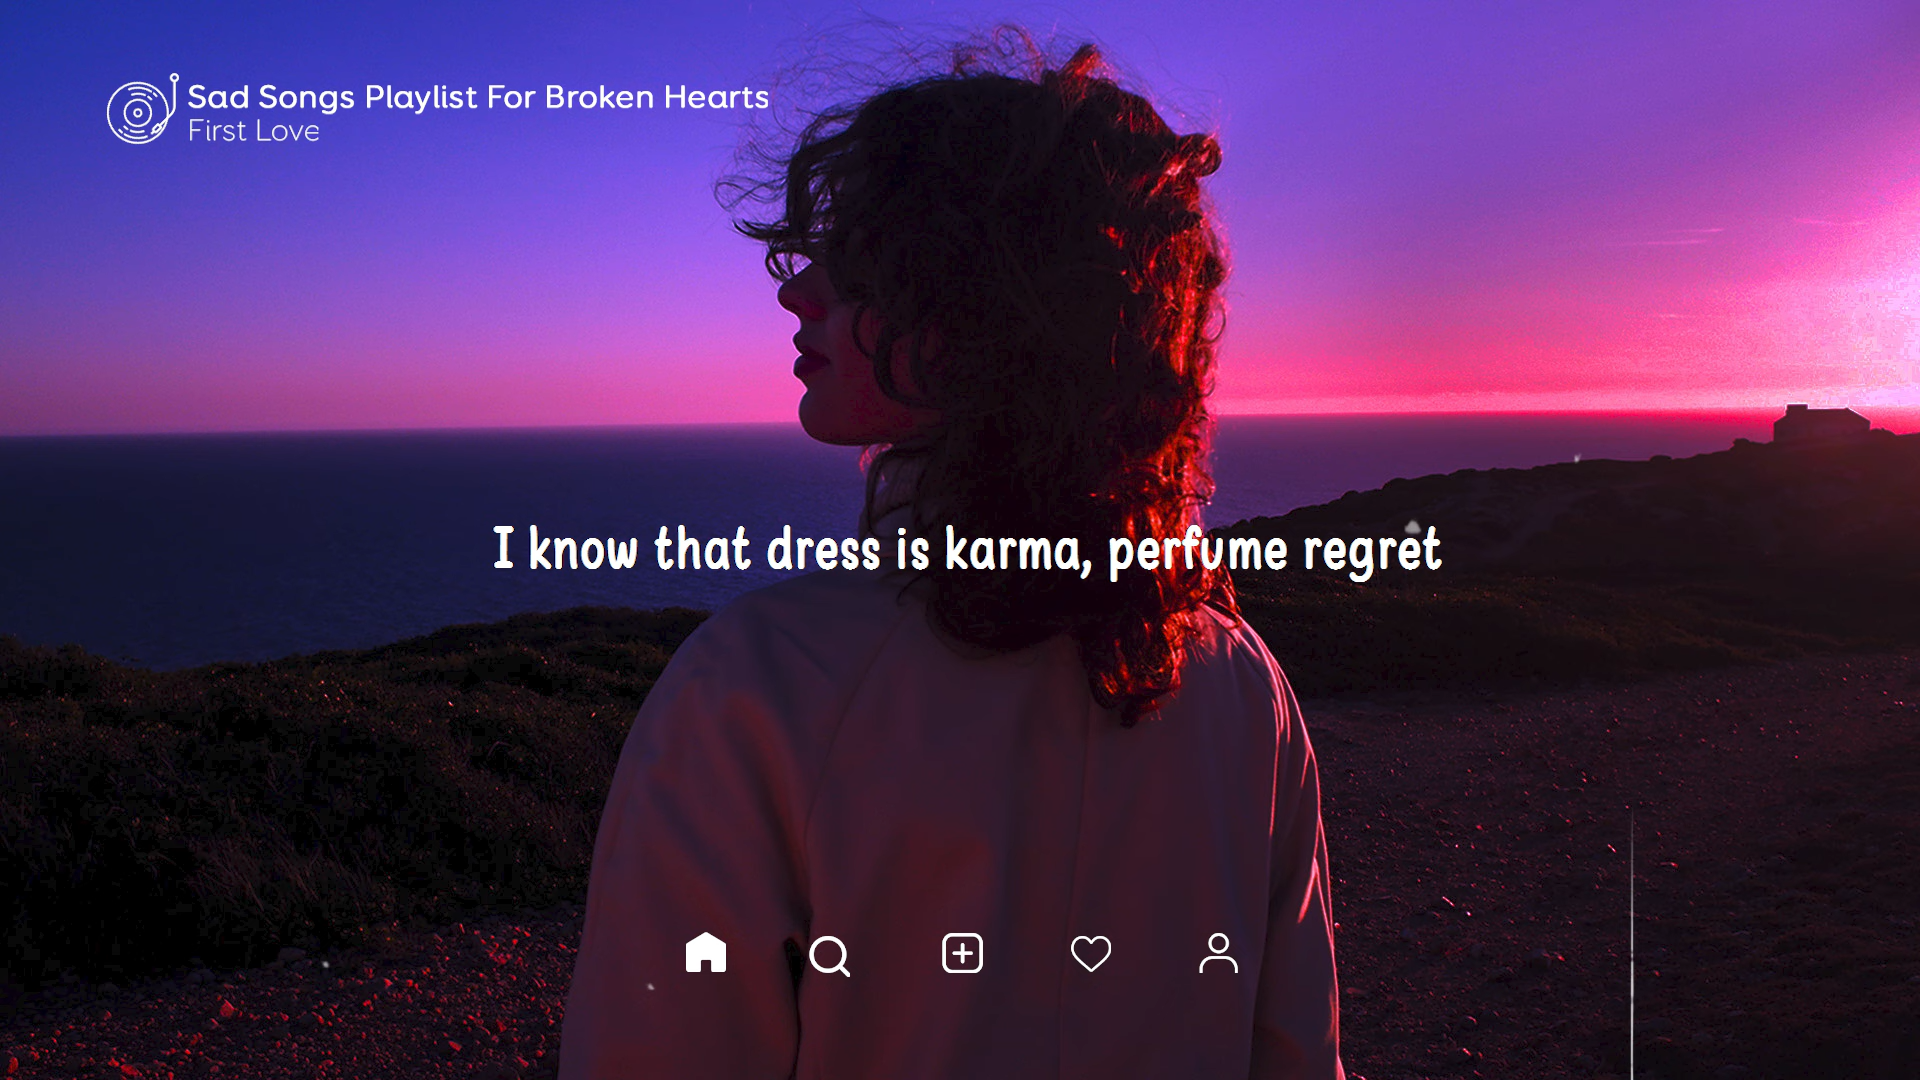 Sad Songs Playlist For Broken Hearts
First Love
I know that dress is karma, perfume regret